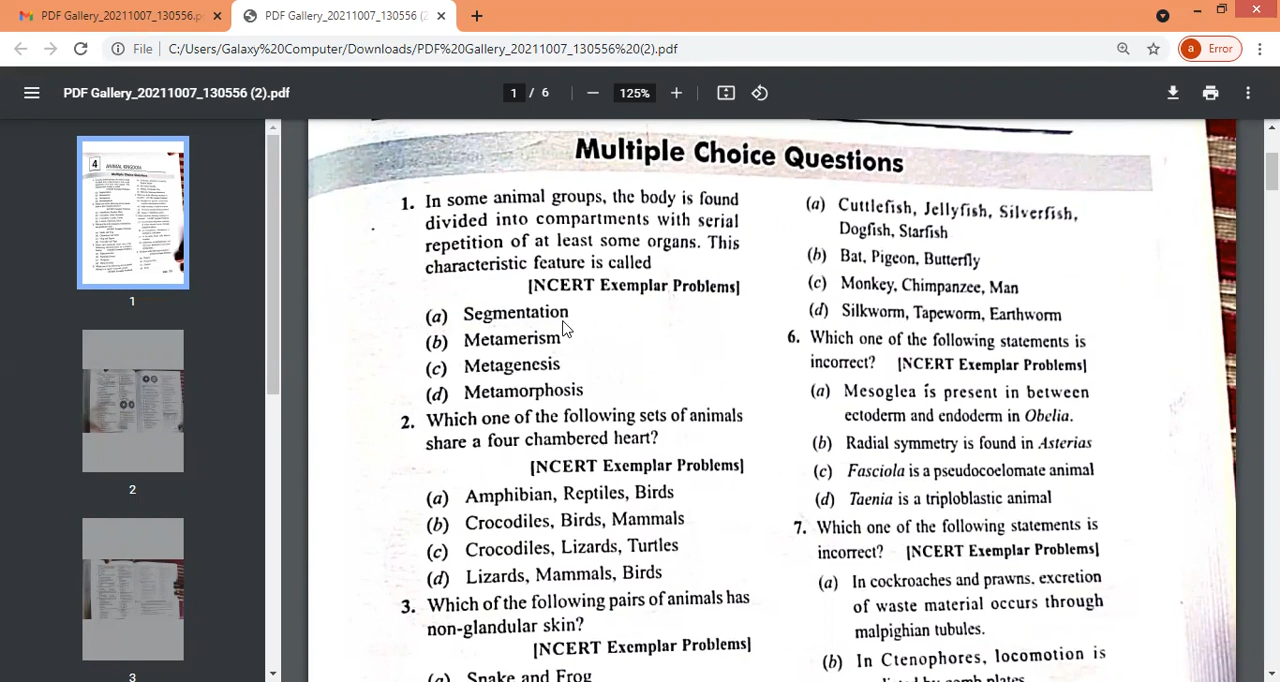 PDF Gallery_20211007_130556.p
PDF Gallery_20211007_130556 (2
File
C:/Users/Galaxy%20Computer/Downloads/PDF%20Gallery_20211007_130556%20(2).pdf
a Error
PDF Gallery_20211007_130556 (2).pdf
1 / 6
125%
1
2
3
4 ANIMAL KINGDOM
Multiple Choice Questions
1. In some animal groups, the body is found
divided into compartments with serial
repetition of at least some organs. This
characteristic feature is called
[NCERT Exemplar Problems]
(a) Segmentation
(b) Metamerism
(c) Metagenesis
(d) Metamorphosis
2. Which one of the following sets of animals
share a four chambered heart?
[NCERT Exemplar Problems]
(a) Amphibian, Reptiles, Birds
(b) Crocodiles, Birds, Mammals
(c) Crocodiles, Lizards, Turtles
(d) Lizards, Mammals, Birds
3. Which of the following pairs of animals has
non-glandular skin?
[NCERT Exemplar Problems]
(a) Snake and Frog
(a) Cuttlefish, Jellyfish, Silverfish,
Dogfish, Starfish
(b) Bat, Pigeon, Butterfly
(c) Monkey, Chimpanzee, Man
(d) Silkworm, Tapeworm, Earthworm
6. Which one of the following statements is
incorrect? [NCERT Exemplar Problems]
(a) Mesoglea is present in between
ectoderm and endoderm in Obelia.
(b) Radial symmetry is found in Asterias
(c) Fasciola is a pseudocoelomate animal
(d) Taenia is a triploblastic animal
7. Which one of the following statements is
incorrect? [NCERT Exemplar Problems]
(a) In cockroaches and prawns, excretion
of waste material occurs through
malpighian tubules.
(b) In Ctenophores, locomotion is
by comb plates